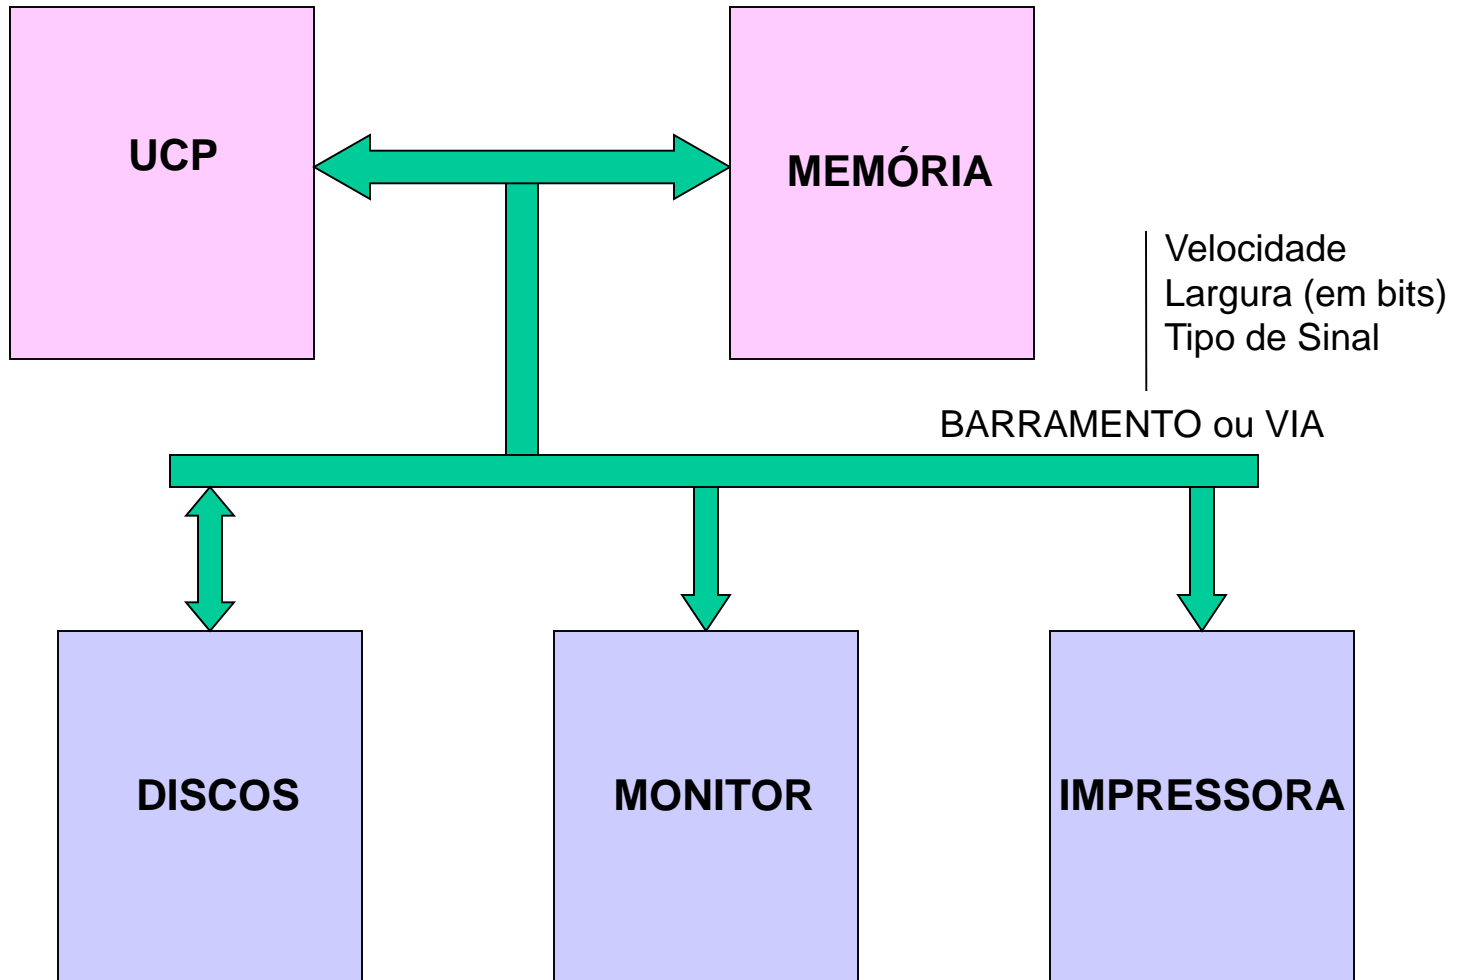 UCP
MEMÓRIA
Velocidade
Largura (em bits)
Tipo de Sinal
BARRAMENTO ou VIA
DISCOS
MONITOR
IMPRESSORA